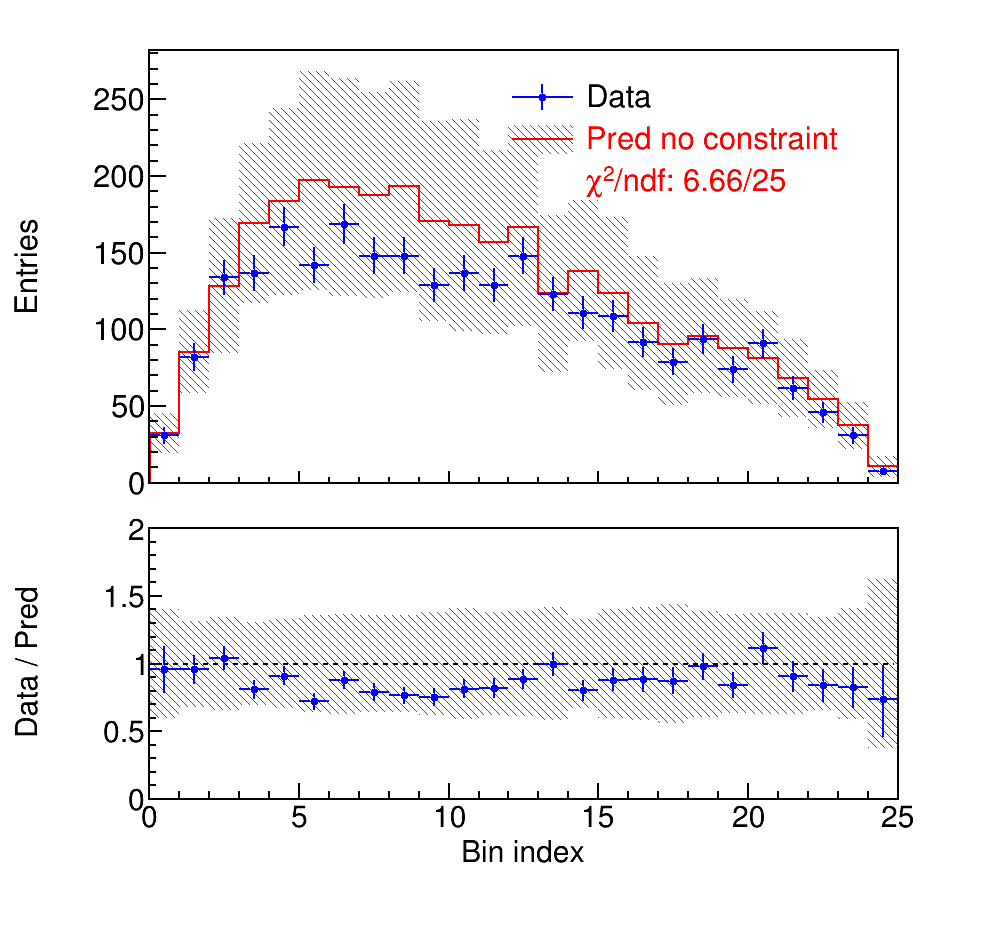 Entries
250
200
150
100
50
0
Data
Pred no constraint
χ²/ndf: 6.66/25
Data / Pred
2
1.5
1
0.5
0
0 5 10 15 20 25
Bin index